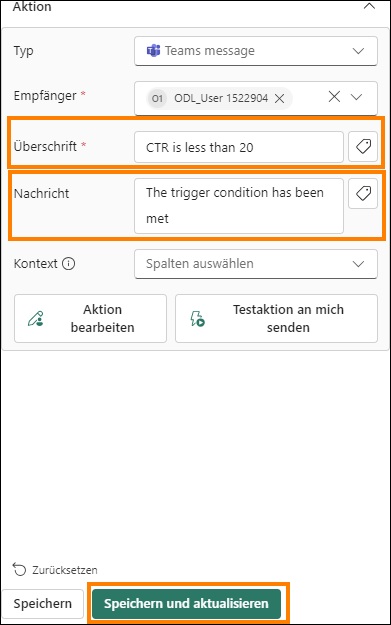 Aktion
Typ
Teams message
Empfänger *
O1 ODL_User 1522904
Überschrift *
CTR is less than 20
Nachricht
The trigger condition has been
met
Kontext
Spalten auswählen
Aktion
bearbeiten
Testaktion an mich
senden
Zurücksetzen
Speichern
Speichern und aktualisieren